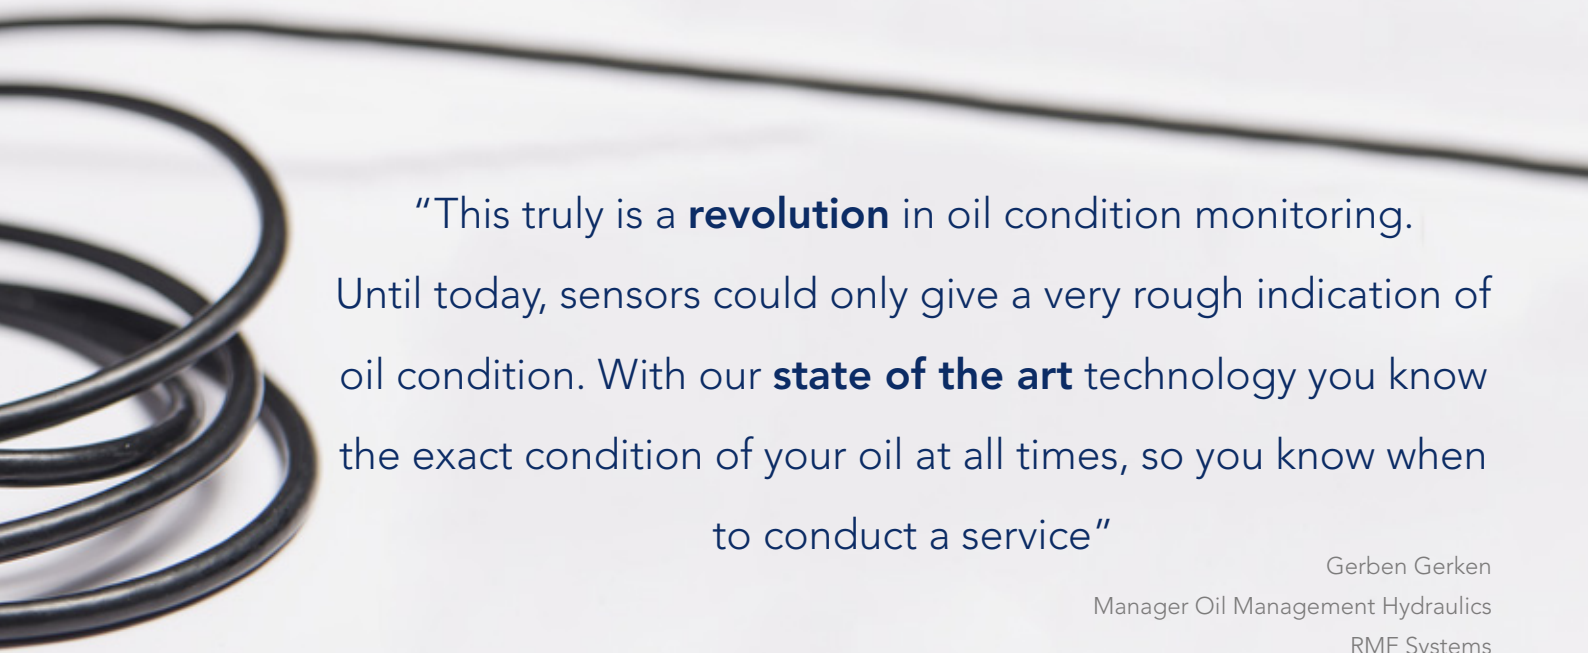 “This truly is a revolution in oil condition monitoring.
Until today, sensors could only give a very rough indication of
oil condition. With our state of the art technology you know
the exact condition of your oil at all times, so you know when
to conduct a service”
Gerben Gerken
Manager Oil Management Hydraulics
RMF Systems